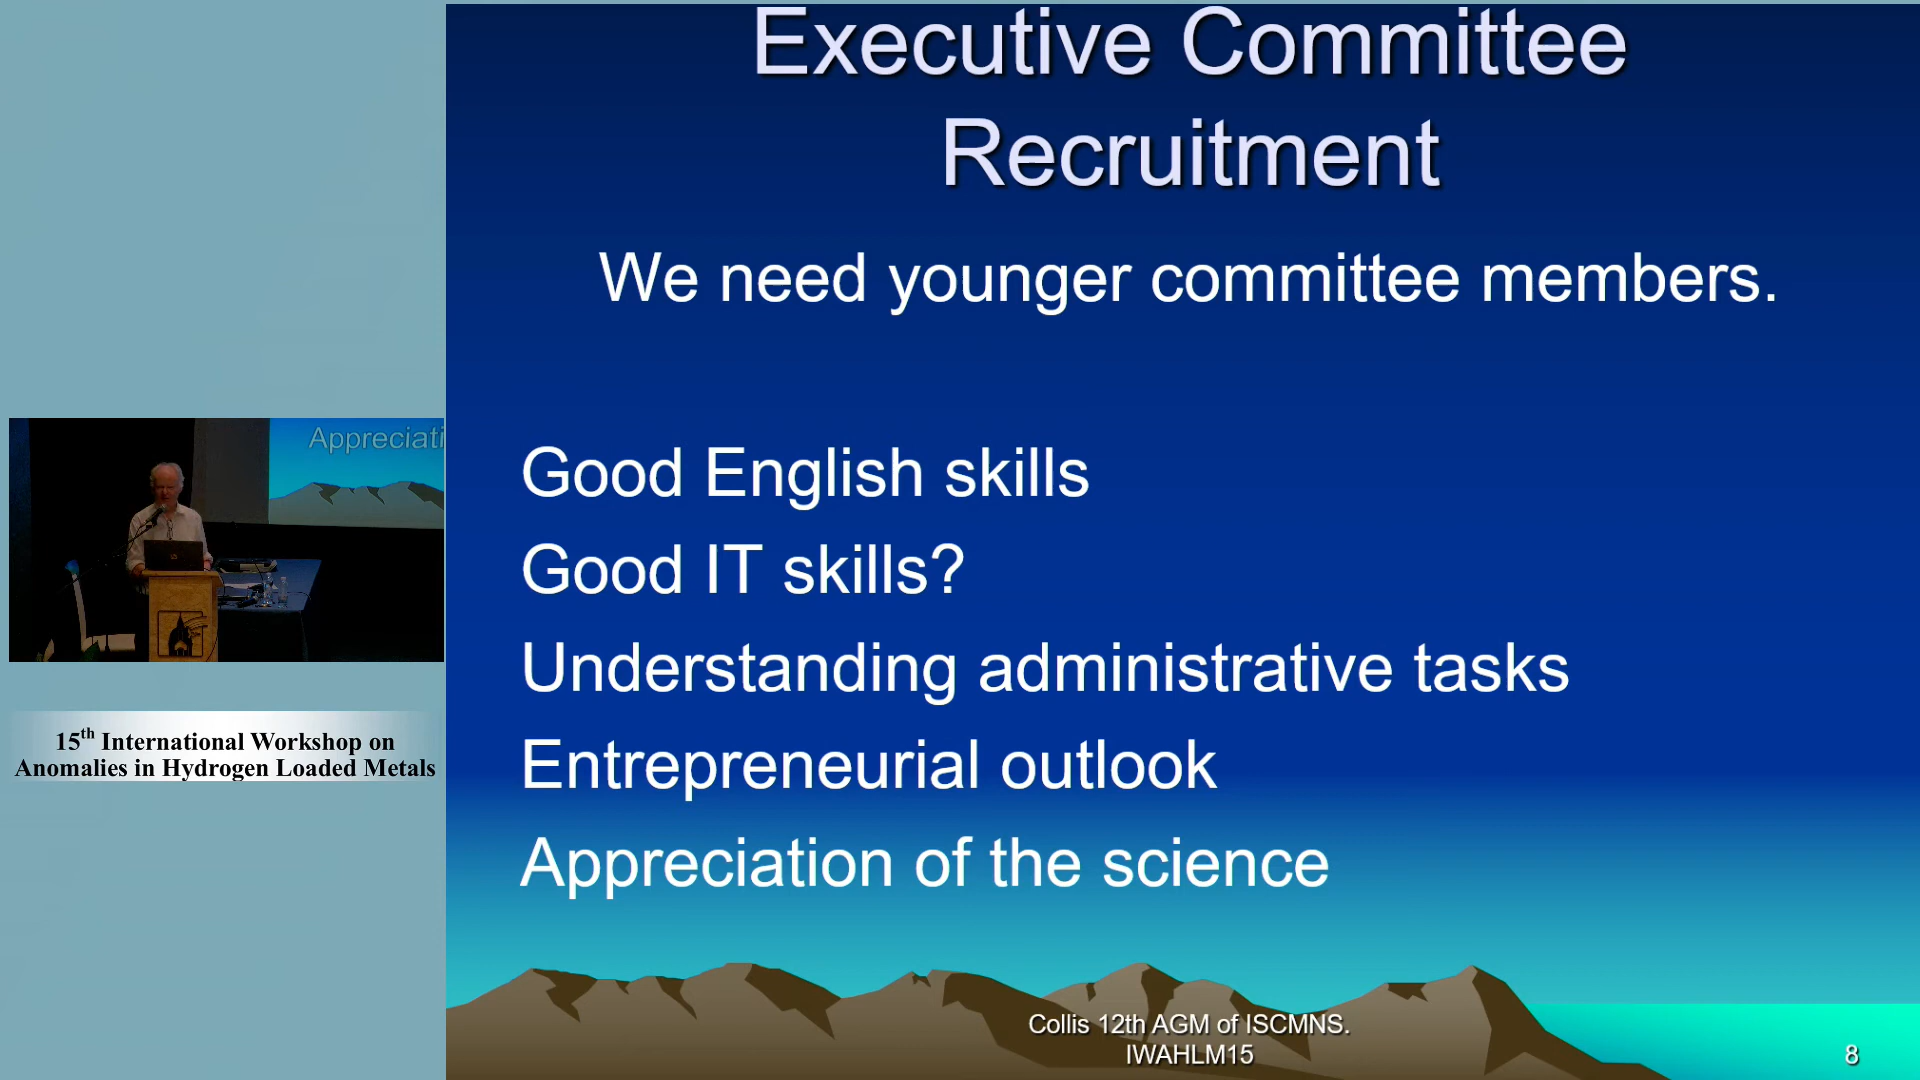 Executive Committee
Recruitment
We need younger committee members.
Good English skills
Good IT skills?
Understanding administrative tasks
Entrepreneurial outlook
Appreciation of the science
Collis 12th AGM of ISCMNS.
IWAHLM15
8
Appreciati
15th International Workshop on
Anomalies in Hydrogen Loaded Metals